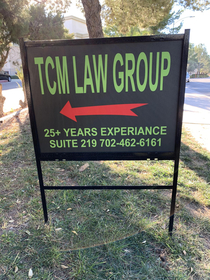 TCM LAW GROUP
25+ YEARS EXPERIANCE
SUITE 219 702-462-6161